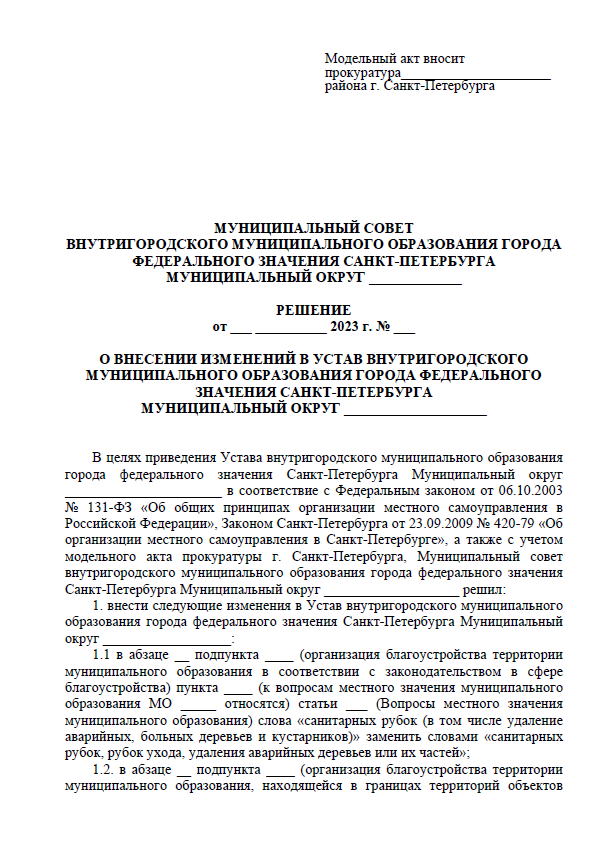 Модельный акт вносит
прокуратура______________________
района г. Санкт-Петербурга
МУНИЦИПАЛЬНЫЙ СОВЕТ
ВНУТРИГОРОДСКОГО МУНИЦИПАЛЬНОГО ОБРАЗОВАНИЯ ГОРОДА
ФЕДЕРАЛЬНОГО ЗНАЧЕНИЯ САНКТ-ПЕТЕРБУРГА
МУНИЦИПАЛЬНЫЙ ОКРУГ _____________
РЕШЕНИЕ
от ___ __________ 2023 г. № ___
О ВНЕСЕНИИ ИЗМЕНЕНИЙ В УСТАВ ВНУТРИГОРОДСКОГО
МУНИЦИПАЛЬНОГО ОБРАЗОВАНИЯ ГОРОДА ФЕДЕРАЛЬНОГО
ЗНАЧЕНИЯ САНКТ-ПЕТЕРБУРГА
МУНИЦИПАЛЬНЫЙ ОКРУГ ____________________
В целях приведения Устава внутригородского муниципального образования
города федерального значения Санкт-Петербурга Муниципальный округ
_______________________ в соответствие с Федеральным законом от 06.10.2003
№ 131-ФЗ «Об общих принципах организации местного самоуправления в
Российской Федерации», Законом Санкт-Петербурга от 23.09.2009 № 420-79 «Об
организации местного самоуправления в Санкт-Петербурге», а также с учетом
модельного акта прокуратуры г. Санкт-Петербурга, Муниципальный совет
внутригородского муниципального образования города федерального значения
Санкт-Петербурга Муниципальный округ ____________________ решил:
1. внести следующие изменения в Устав внутригородского муниципального
образования города федерального значения Санкт-Петербурга Муниципальный
округ ___________________:
1.1 в абзаце __ подпункта ____ (организация благоустройства территории
муниципального образования в соответствии с законодательством в сфере
благоустройства) пункта ____ (к вопросам местного значения муниципального
образования МО _____ относятся) статьи ___ (Вопросы местного значения
муниципального образования) слова «санитарных рубок (в том числе удаление
аварийных, больных деревьев и кустарников)» заменить словами «санитарных
рубок, рубок ухода, удаления аварийных деревьев или их частей»;
1.2. в абзаце __ подпункта ____ (организация благоустройства территории
муниципального образования, находящейся в границах территорий объектов